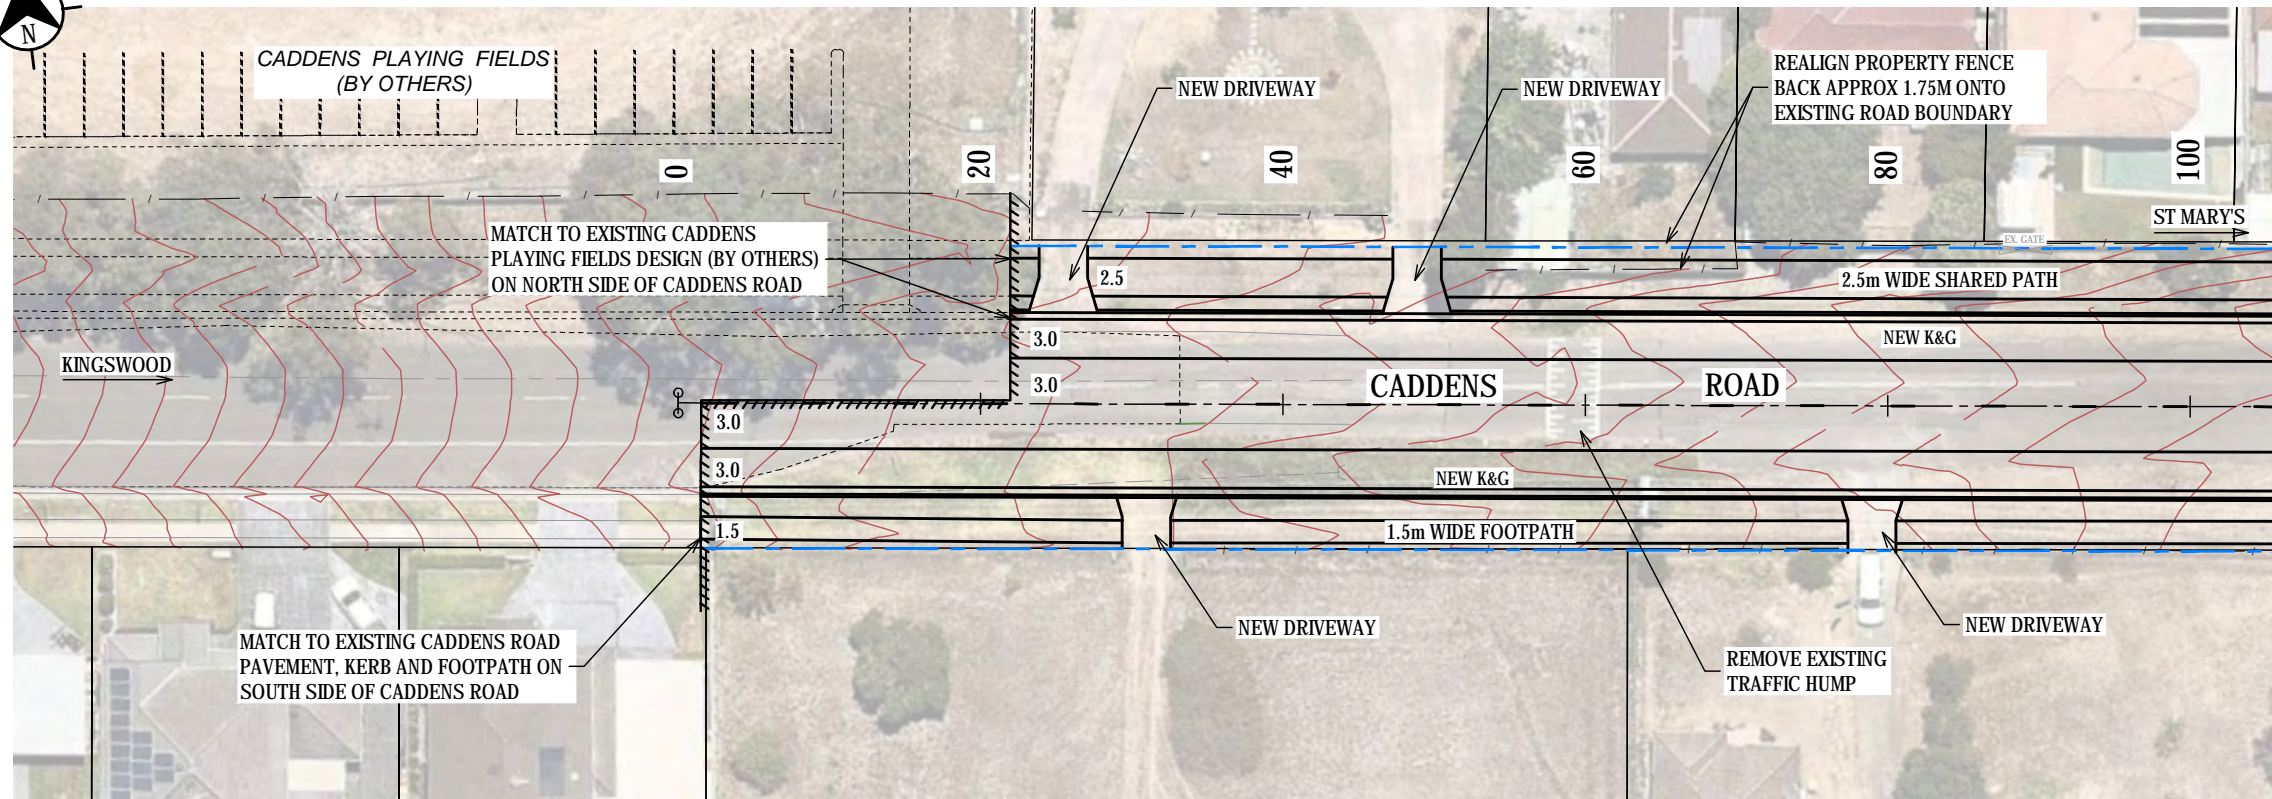 N
CADDENS PLAYING FIELDS
(BY OTHERS)
NEW DRIVEWAY
NEW DRIVEWAY
REALIGN PROPERTY FENCE
BACK APPROX 1.75M ONTO
EXISTING ROAD BOUNDARY
0
20
40
60
80
100
ST MARY'S
EX. GATE
MATCH TO EXISTING CADDENS
PLAYING FIELDS DESIGN (BY OTHERS)
ON NORTH SIDE OF CADDENS ROAD
2.5
2.5m WIDE SHARED PATH
3.0
NEW K&G
KINGSWOOD
3.0
CADDENS ROAD
3.0
3.0
NEW K&G
1.5
1.5m WIDE FOOTPATH
MATCH TO EXISTING CADDENS ROAD
PAVEMENT, KERB AND FOOTPATH ON
SOUTH SIDE OF CADDENS ROAD
NEW DRIVEWAY
NEW DRIVEWAY
REMOVE EXISTING
TRAFFIC HUMP